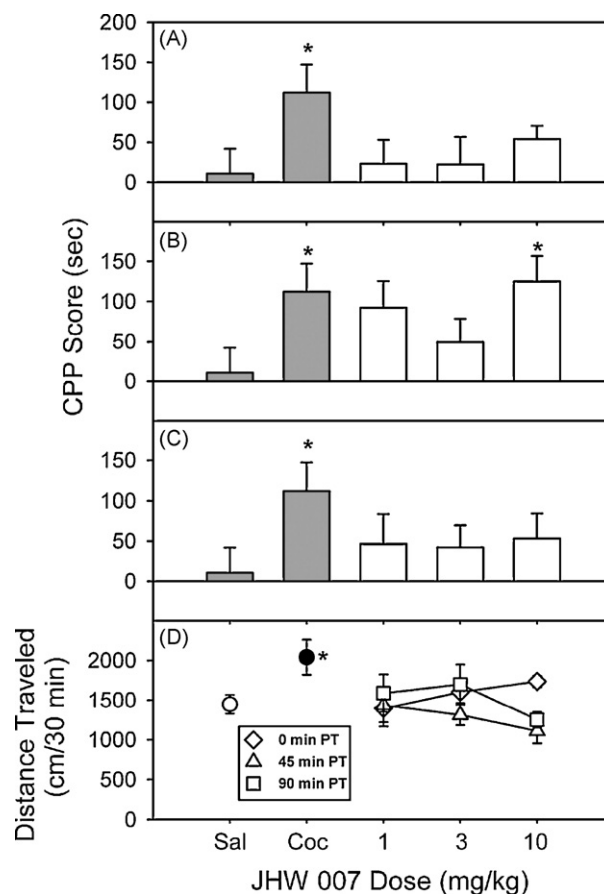 (A)
200
150
100
50
0
*
(B)
150
100
50
0
*
*
CPP Score (sec)
(C)
150
100
50
0
*
(D)
2000
1500
1000
500
0
*
Distance Traveled
(cm/30 min)
0 min PT
45 min PT
90 min PT
Sal Coc 1 3 10
JHW 007 Dose (mg/kg)